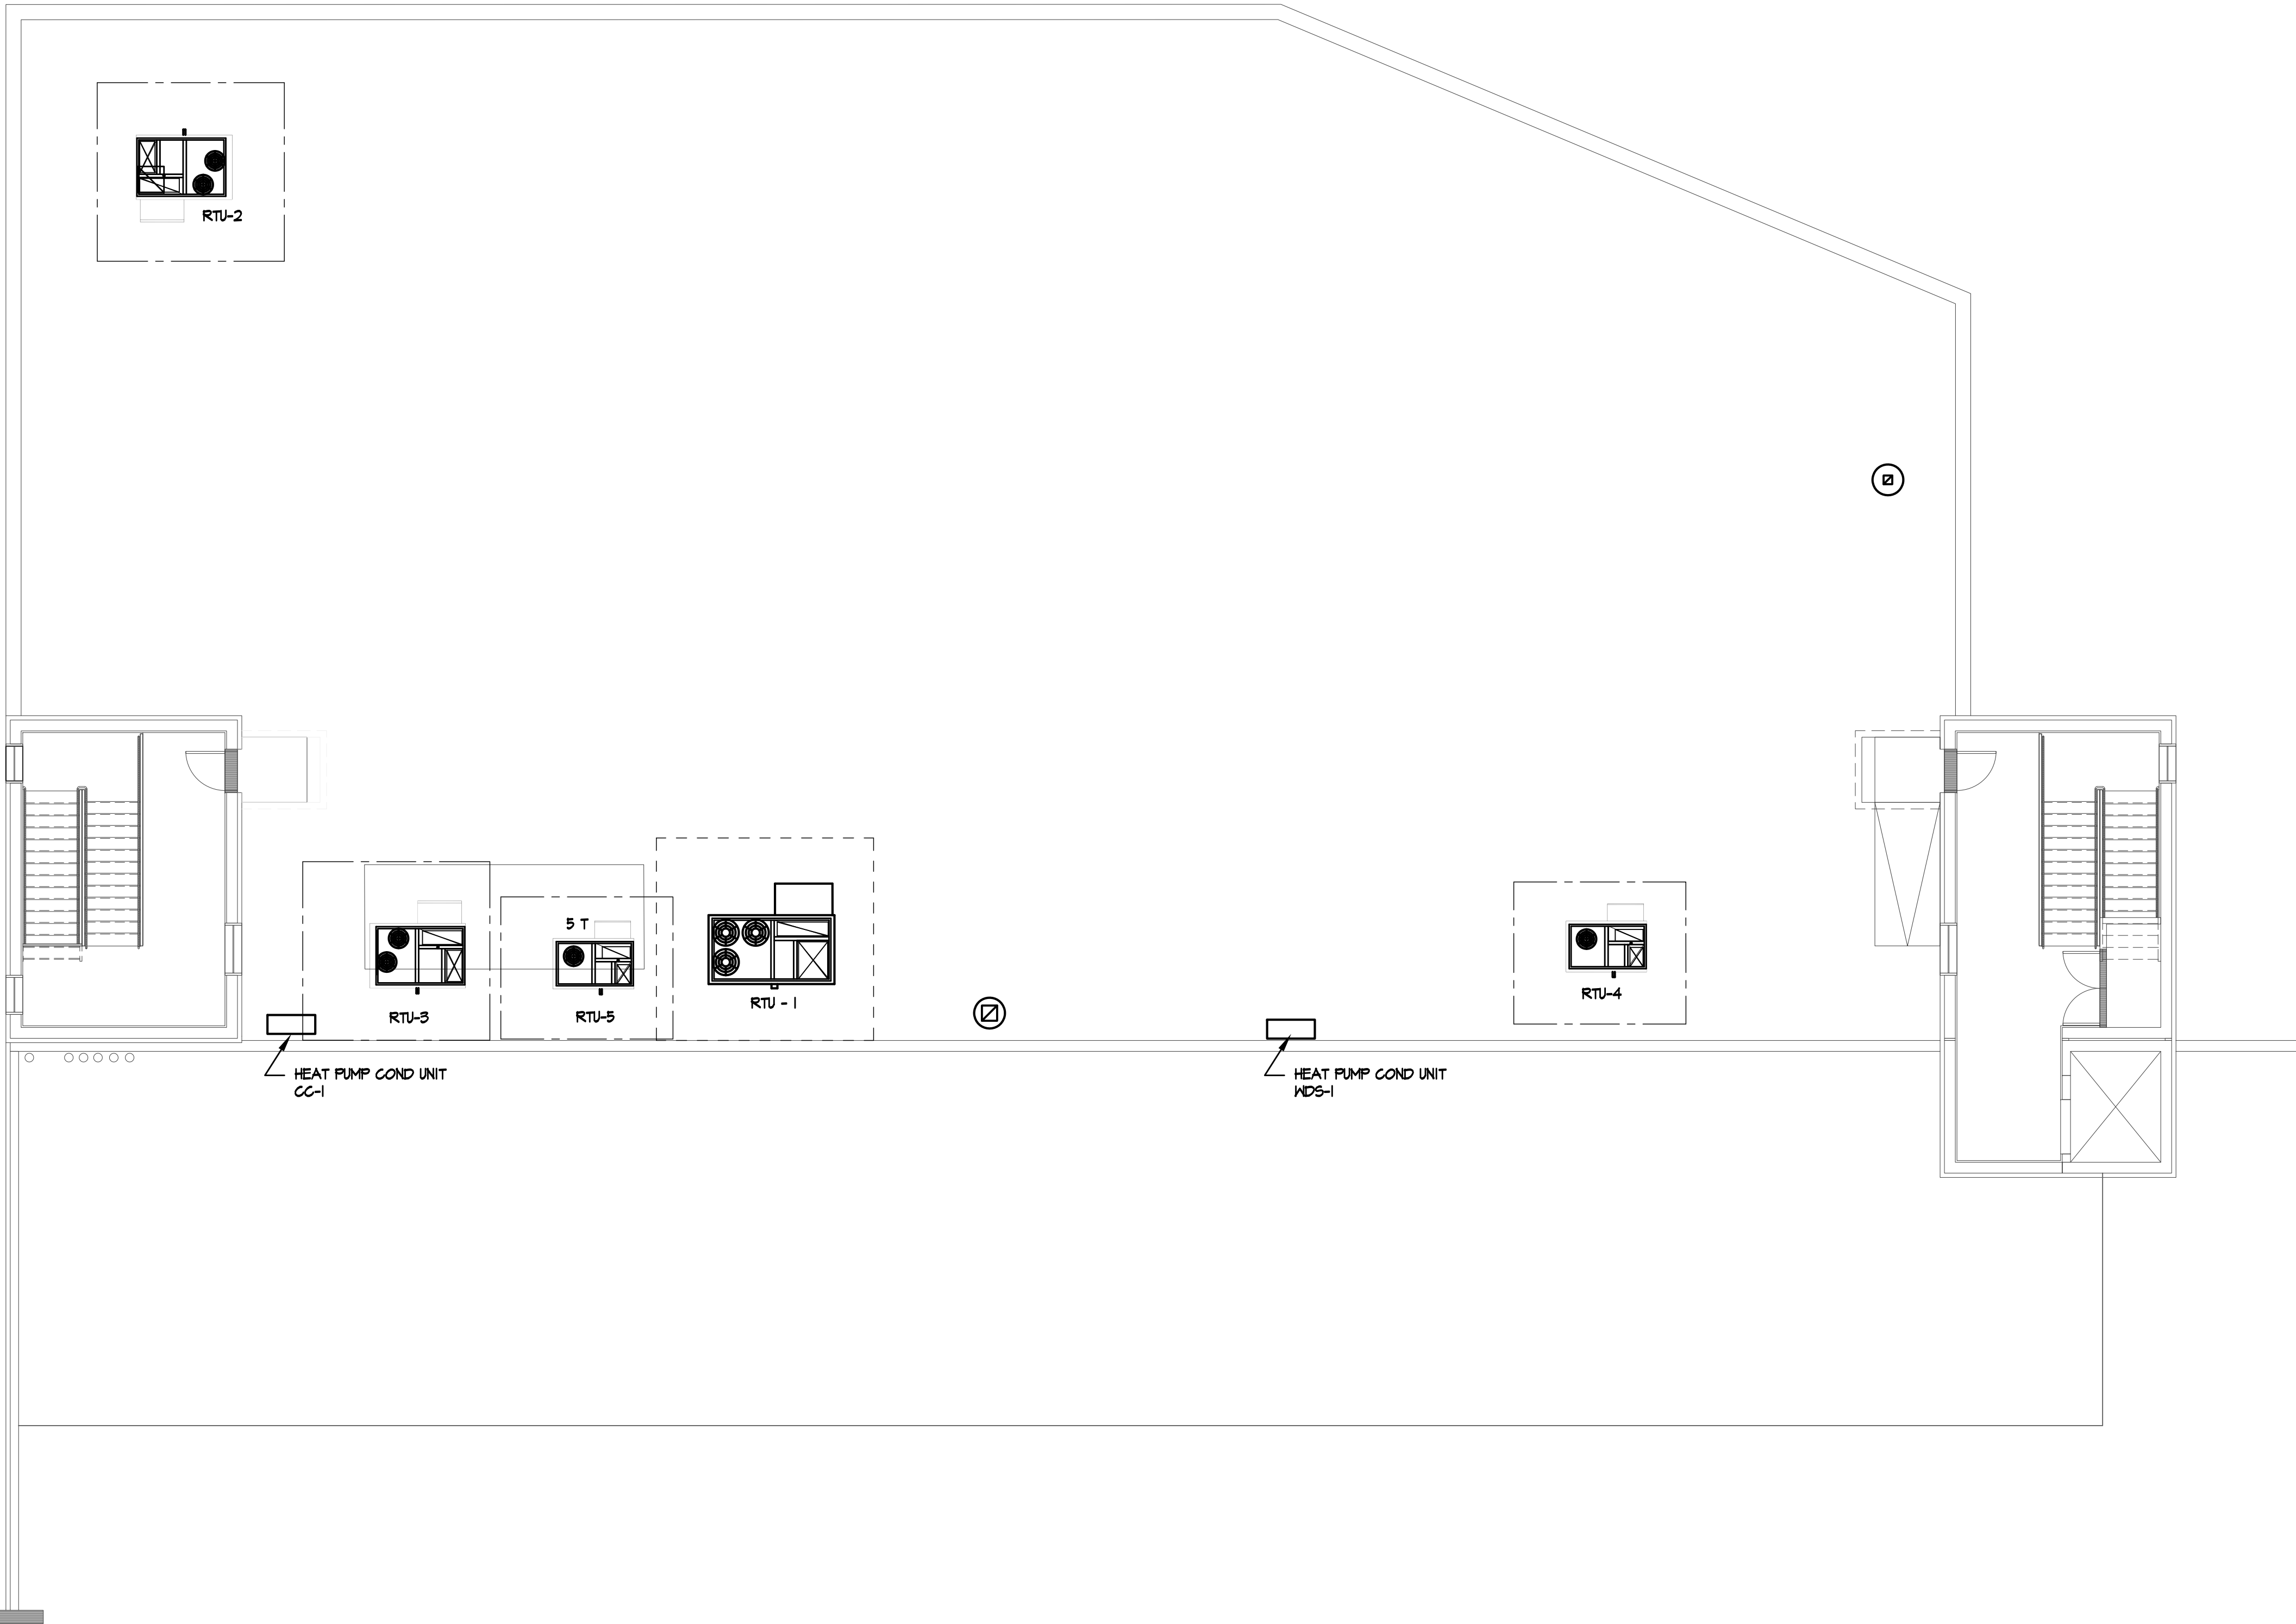 RTU-2
5 T
RTU - 1
RTU-4
RTU-3
RTU-5
HEAT PUMP COND UNIT
CC-1
HEAT PUMP COND UNIT
WDS-1